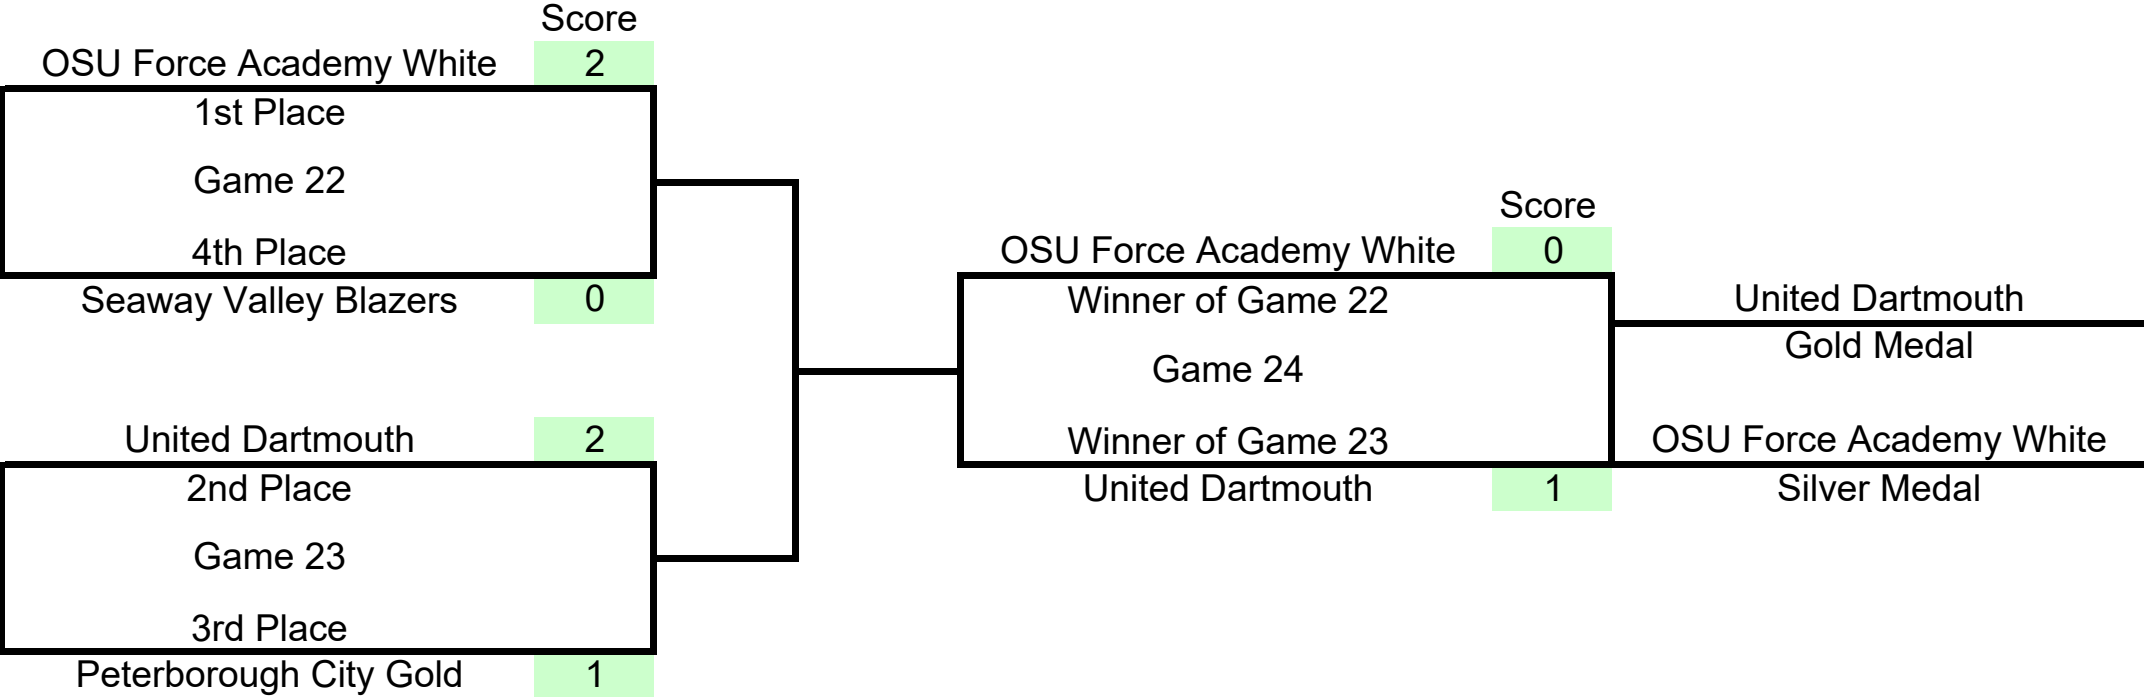 Score
OSU Force Academy White 2
1st Place
Game 22
4th Place
Seaway Valley Blazers 0
United Dartmouth 2
2nd Place
Game 23
3rd Place
Peterborough City Gold 1
Score
OSU Force Academy White 0
Winner of Game 22
Game 24
Winner of Game 23
United Dartmouth 1
United Dartmouth
Gold Medal
OSU Force Academy White
Silver Medal